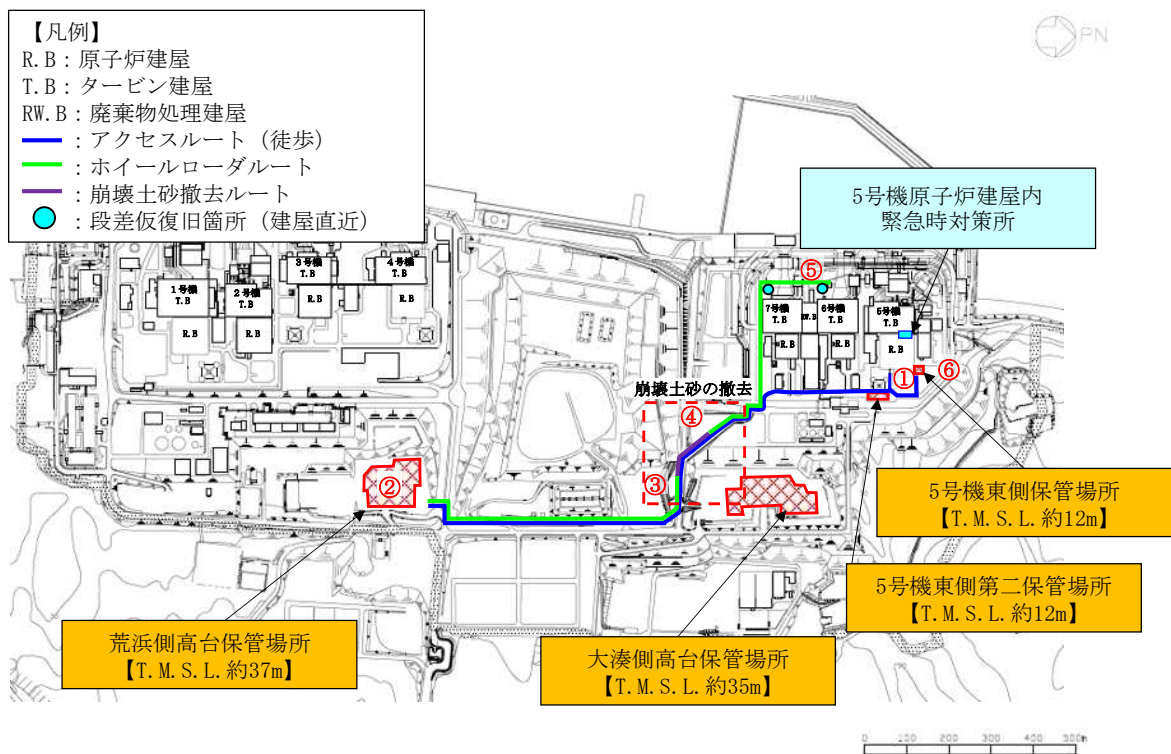 【凡例】
R.B：原子炉建屋
T.B：タービン建屋
RW.B：廃棄物処理建屋
：アクセスルート（徒歩）
：ホイールローダルート
：崩壊土砂撤去ルート
：段差仮復旧箇所（建屋直近）
PN
5号機原子炉建屋内
緊急時対策所
1号機
T.B
R.B
2号機
T.B
R.B
3号機
T.B
R.B
4号機
T.B
R.B
⑤
7号機
T.B
R.B
RW.B
6号機
T.B
R.B
5号機
T.B
R.B
①
⑥
崩壊土砂の撤去
④
③
②
5号機東側保管場所
【T.M.S.L.約12m】
5号機東側第二保管場所
【T.M.S.L.約12m】
荒浜側高台保管場所
【T.M.S.L.約37m】
大湊側高台保管場所
【T.M.S.L.約35m】
0 100 200 300 400 500m